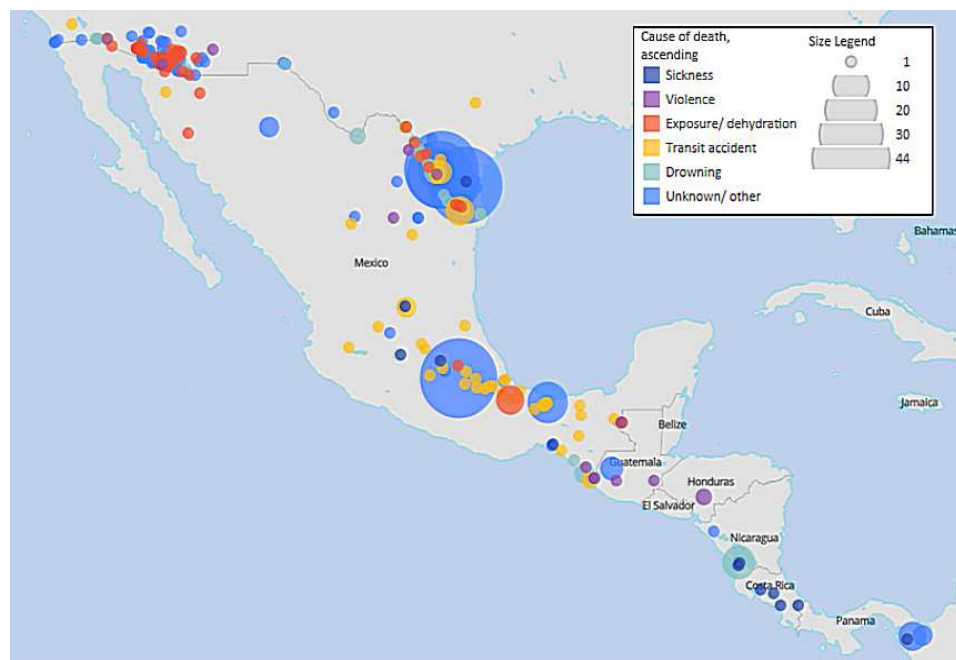 Cause of death,
ascending
Sickness
Violence
Exposure/ dehydration
Transit accident
Drowning
Unknown/ other
Size Legend
1
10
20
30
44
Bahamas
Mexico
Cuba
Jamaica
Belize
Guatemala
Honduras
El Salvador
Nicaragua
Costa Rica
Panama